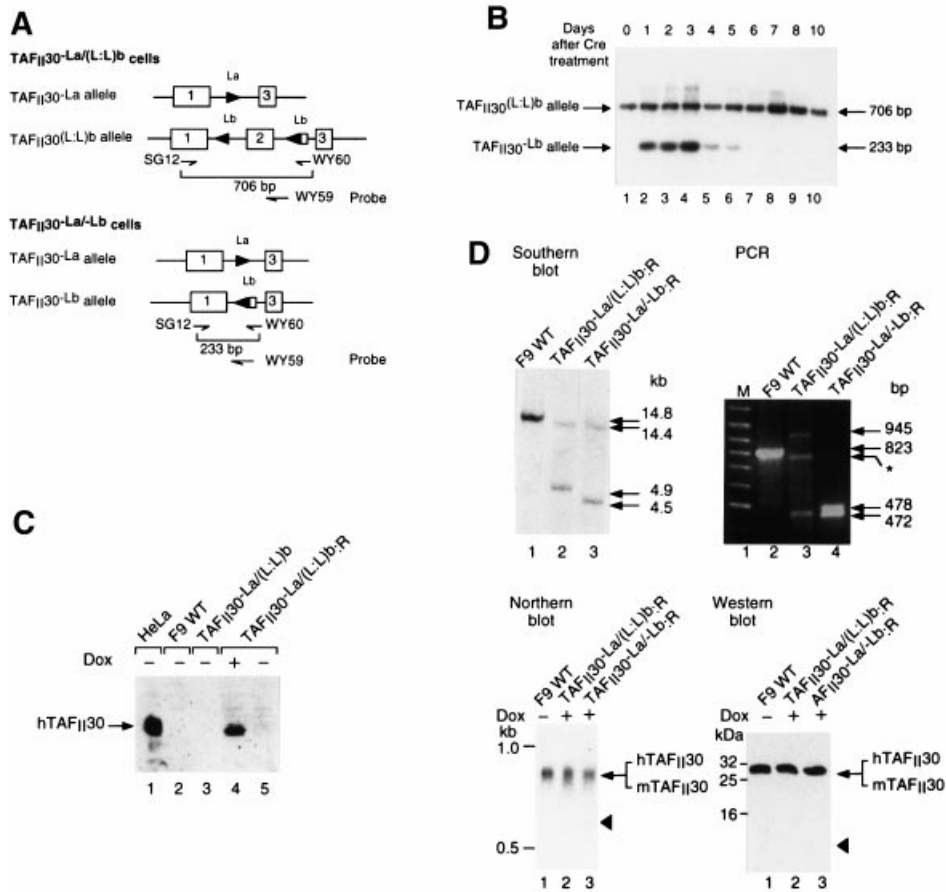 A
TAFII30-La/(L:L)b cells
La
TAFII30-La allele
1
3
Lb
Lb
TAFII30(L:L)b allele
1
2
3
SG12
WY60
706 bp
WY59
Probe
TAFII30-La/-Lb cells
La
TAFII30-La allele
1
3
Lb
TAFII30-Lb allele
1
3
SG12
WY60
233 bp
WY59
Probe
B
Days after Cre treatment
0 1 2 3 4 5 6 7 8 10
TAFII30(L:L)b allele
706 bp
TAFII30-Lb allele
233 bp
1 2 3 4 5 6 7 8 9 10
C
HeLa
F9 WT
TAFII30-La/(L:L)b
TAFII30-La/(L:L)b:R
Dox
– – – + –
hTAFII30
1 2 3 4 5
D
Southern blot
F9 WT
TAFII30-La/(L:L)b:R
TAFII30-La/-Lb:R
kb
14.8
14.4
4.9
4.5
1 2 3
PCR
M
F9 WT
TAFII30-La/(L:L)b:R
TAFII30-La/-Lb:R
bp
945
823
*
478
472
1 2 3 4
Northern blot
F9 WT
TAFII30-La/(L:L)b:R
TAFII30-La/-Lb:R
Dox – + +
kb
1.0
hTAFII30
mTAFII30
0.5
1 2 3
Western blot
F9 WT
TAFII30-La/(L:L)b:R
AFII30-La/-Lb:R
Dox – + +
kDa
32
25
hTAFII30
mTAFII30
16
1 2 3